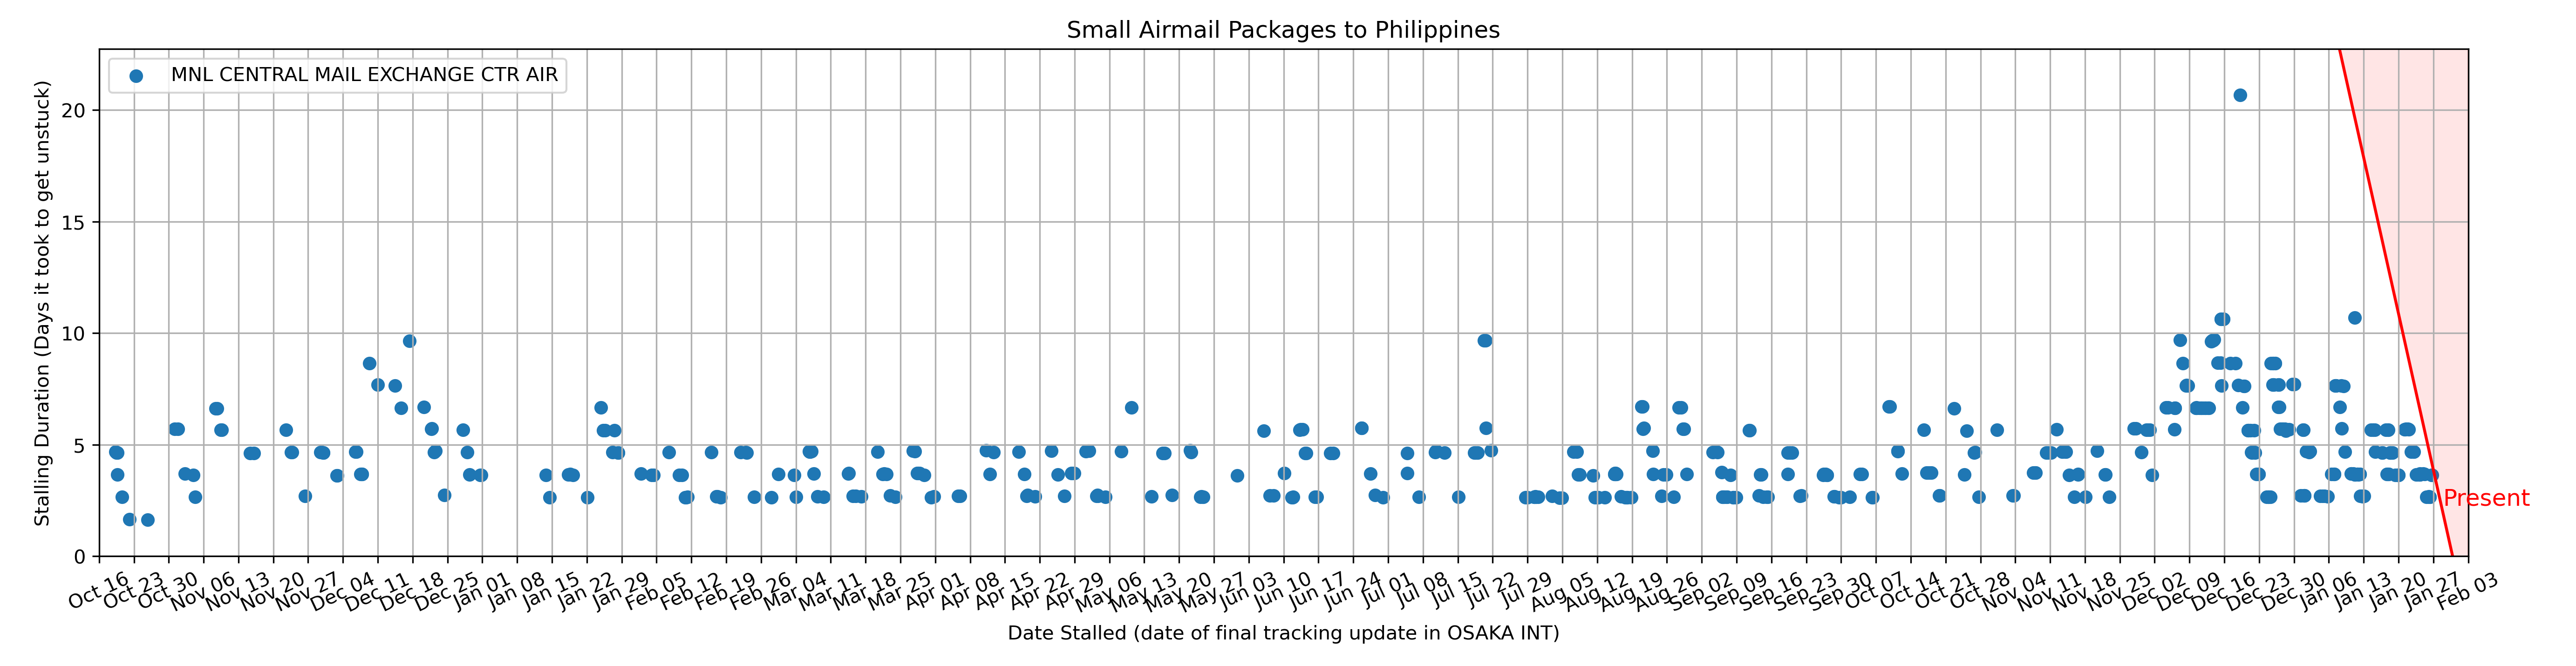 Small Airmail Packages to Philippines
MNL CENTRAL MAIL EXCHANGE CTR AIR
Stalling Duration (Days it took to get unstuck)
20
15
10
5
0
Present
Oct 16
Oct 23
Oct 30
Nov 06
Nov 13
Nov 20
Nov 27
Dec 04
Dec 11
Dec 18
Dec 25
Jan 01
Jan 08
Jan 15
Jan 22
Jan 29
Feb 05
Feb 12
Feb 19
Feb 26
Mar 04
Mar 11
Mar 18
Mar 25
Apr 01
Apr 08
Apr 15
Apr 22
Apr 29
May 06
May 13
May 20
May 27
Jun 03
Jun 10
Jun 17
Jun 24
Jul 01
Jul 08
Jul 15
Jul 22
Jul 29
Aug 05
Aug 12
Aug 19
Aug 26
Sep 02
Sep 09
Sep 16
Sep 23
Sep 30
Oct 07
Oct 14
Oct 21
Oct 28
Nov 04
Nov 11
Nov 18
Nov 25
Dec 02
Dec 09
Dec 16
Dec 23
Dec 30
Jan 06
Jan 13
Jan 20
Jan 27
Feb 03
Date Stalled (date of final tracking update in OSAKA INT)